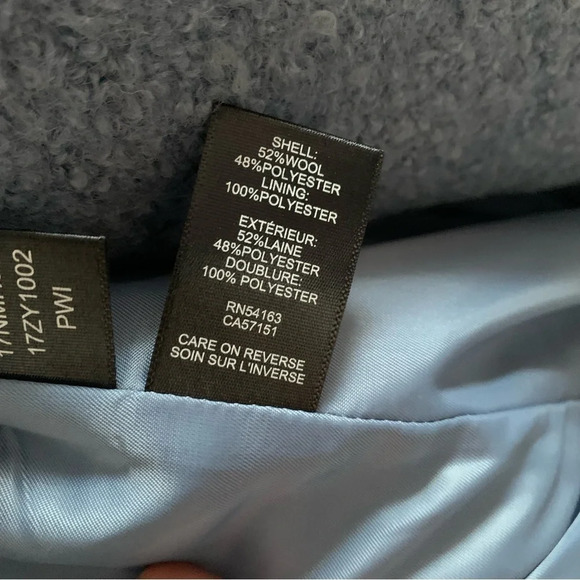 SHELL:
52%WOOL
48%POLYESTER
LINING:
100%POLYESTER
EXTÉRIEUR:
52%LAINE
48%POLYESTER
DOUBLURE:
100% POLYESTER
RN54163
CA57151
CARE ON REVERSE
SOIN SUR L'INVERSE
17ZY1002
PWI